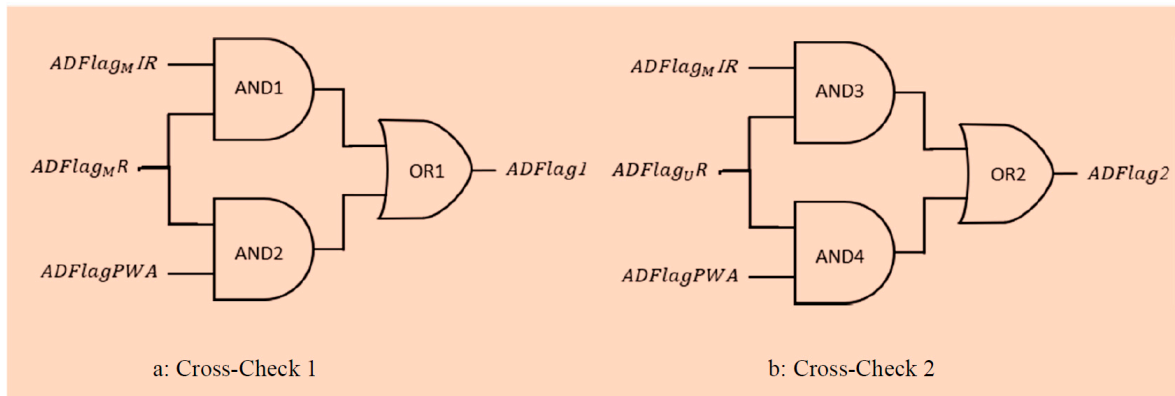 ADFlag_M IR
AND1
ADFlag_M R
OR1
ADFlag1
AND2
ADFlagPWA
a: Cross-Check 1
ADFlag_M IR
AND3
ADFlag_U R
OR2
ADFlag2
AND4
ADFlagPWA
b: Cross-Check 2